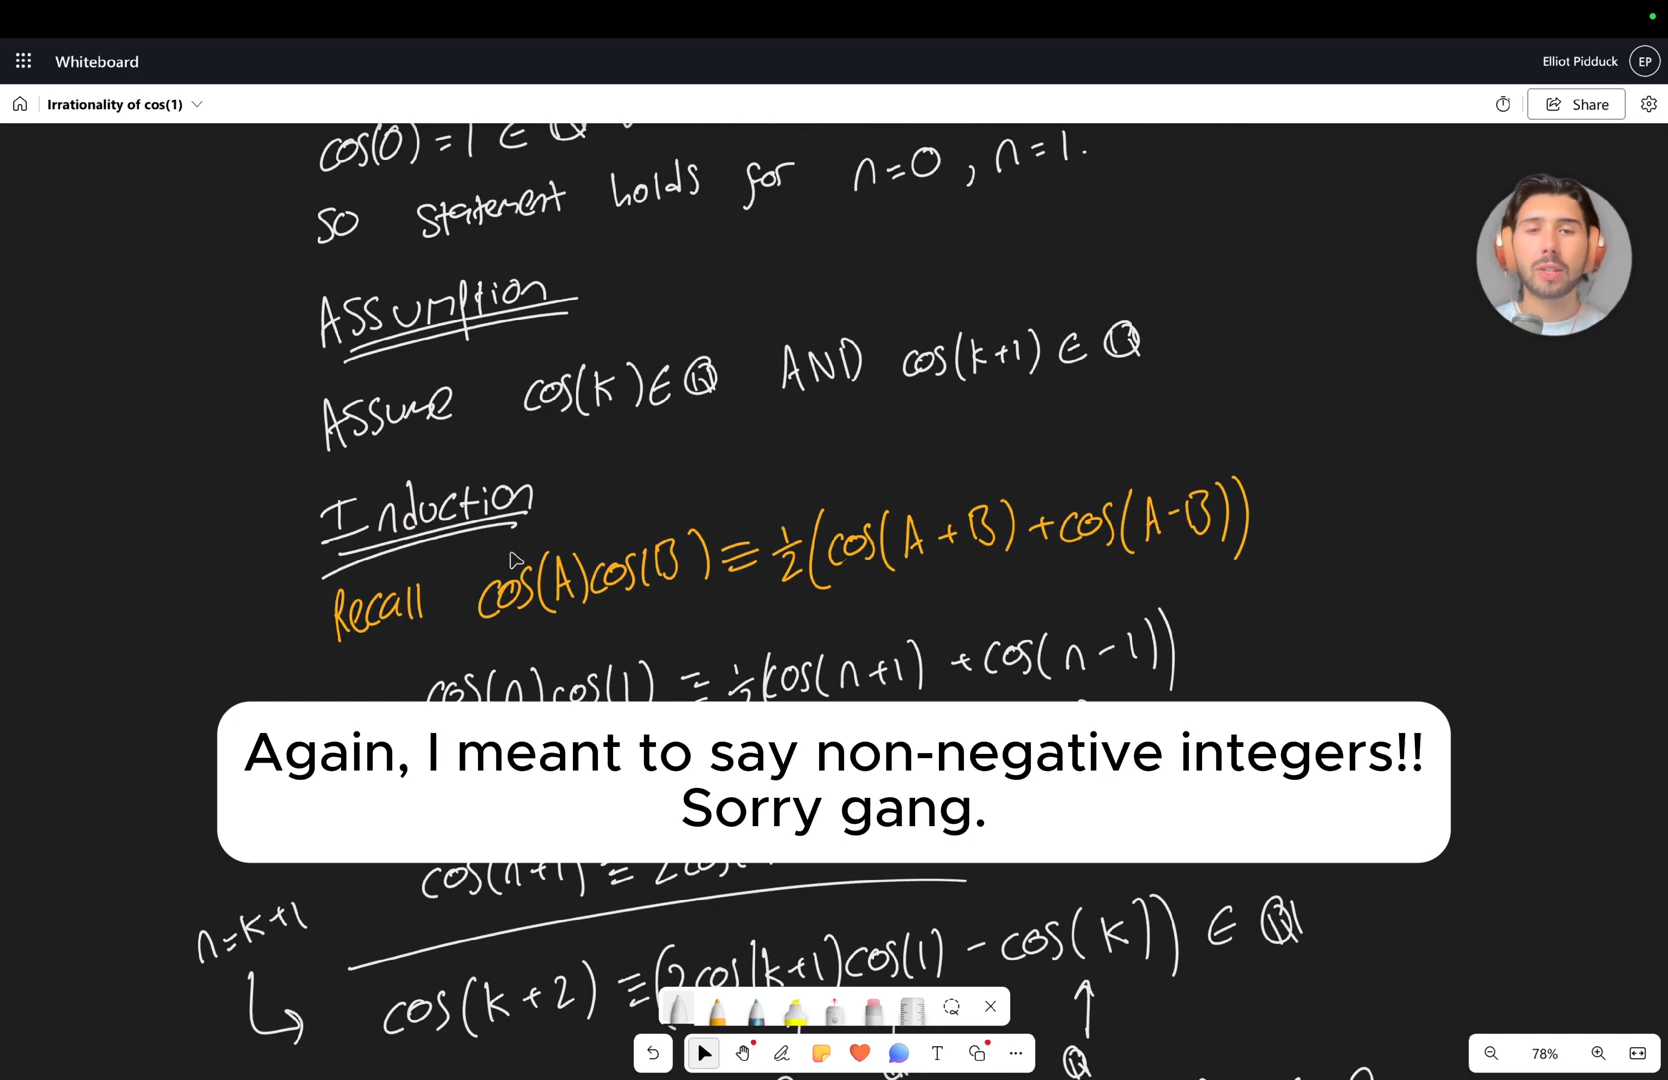 Whiteboard
Elliot Pidduck
EP
Irrationality of cos(1)
Share
cos(0) = 1 ∈ ℚ
so statement holds for n=0, n=1.
Assumption
Assume cos(k) ∈ ℚ AND cos(k+1) ∈ ℚ
Induction
Recall cos(A)cos(B) ≡ ½(cos(A+B) + cos(A-B))
cos(n)cos(1) ≡ ½(cos(n+1) + cos(n-1))
Again, I meant to say non-negative integers!!
Sorry gang.
cos(n+1) ≡ 2cos(
n=k+1
cos(k+2) ≡ (2cos(k+1)cos(1) - cos(k)) ∈ ℚ
ℚ
T
78%